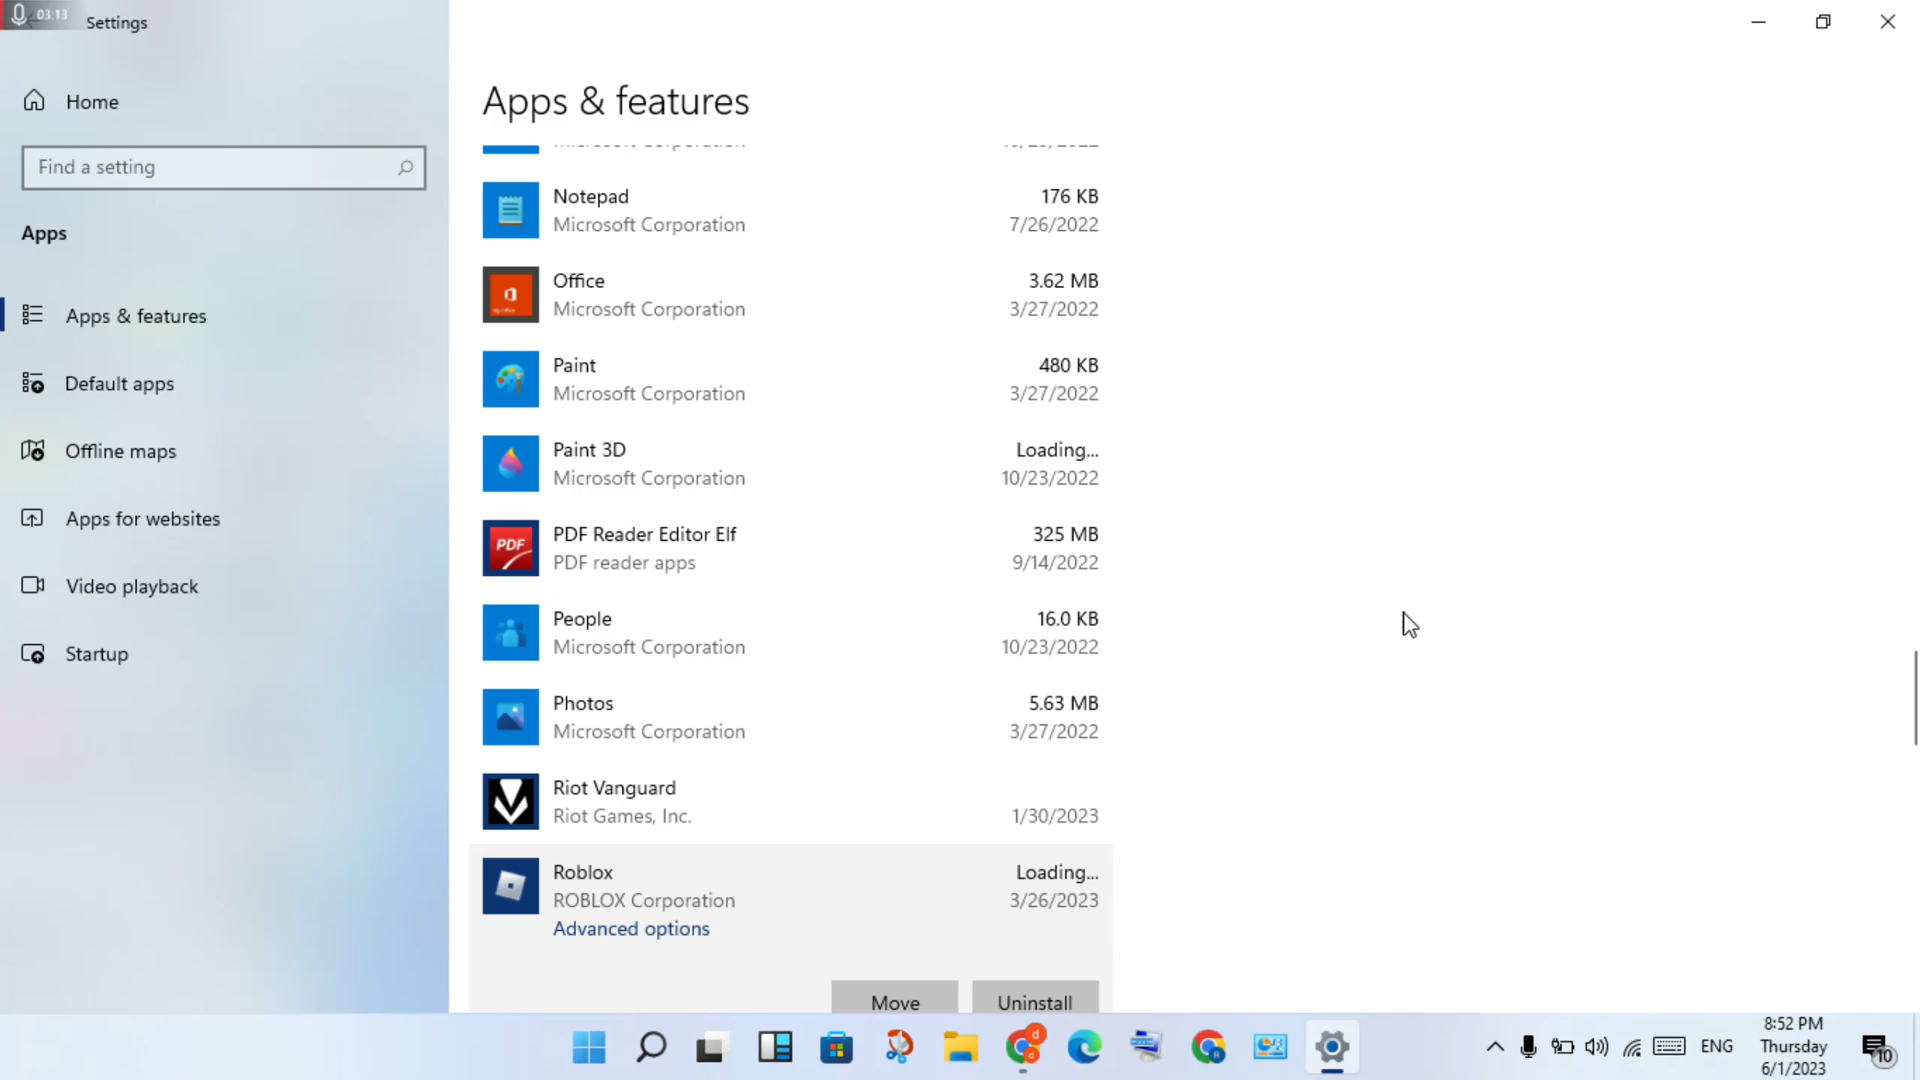 03:13
Settings
Home
Find a setting
Apps
Apps & features
Default apps
Offline maps
Apps for websites
Video playback
Startup
Apps & features
Microsoft Corporation
Notepad 176 KB
Microsoft Corporation 7/26/2022
Office 3.62 MB
Microsoft Corporation 3/27/2022
Paint 480 KB
Microsoft Corporation 3/27/2022
Paint 3D Loading...
Microsoft Corporation 10/23/2022
PDF
PDF Reader Editor Elf 325 MB
PDF reader apps 9/14/2022
People 16.0 KB
Microsoft Corporation 10/23/2022
Photos 5.63 MB
Microsoft Corporation 3/27/2022
Riot Vanguard
Riot Games, Inc. 1/30/2023
Roblox Loading...
ROBLOX Corporation 3/26/2023
Advanced options
Move Uninstall
d
R
ENG
8:52 PM
Thursday
6/1/2023
10